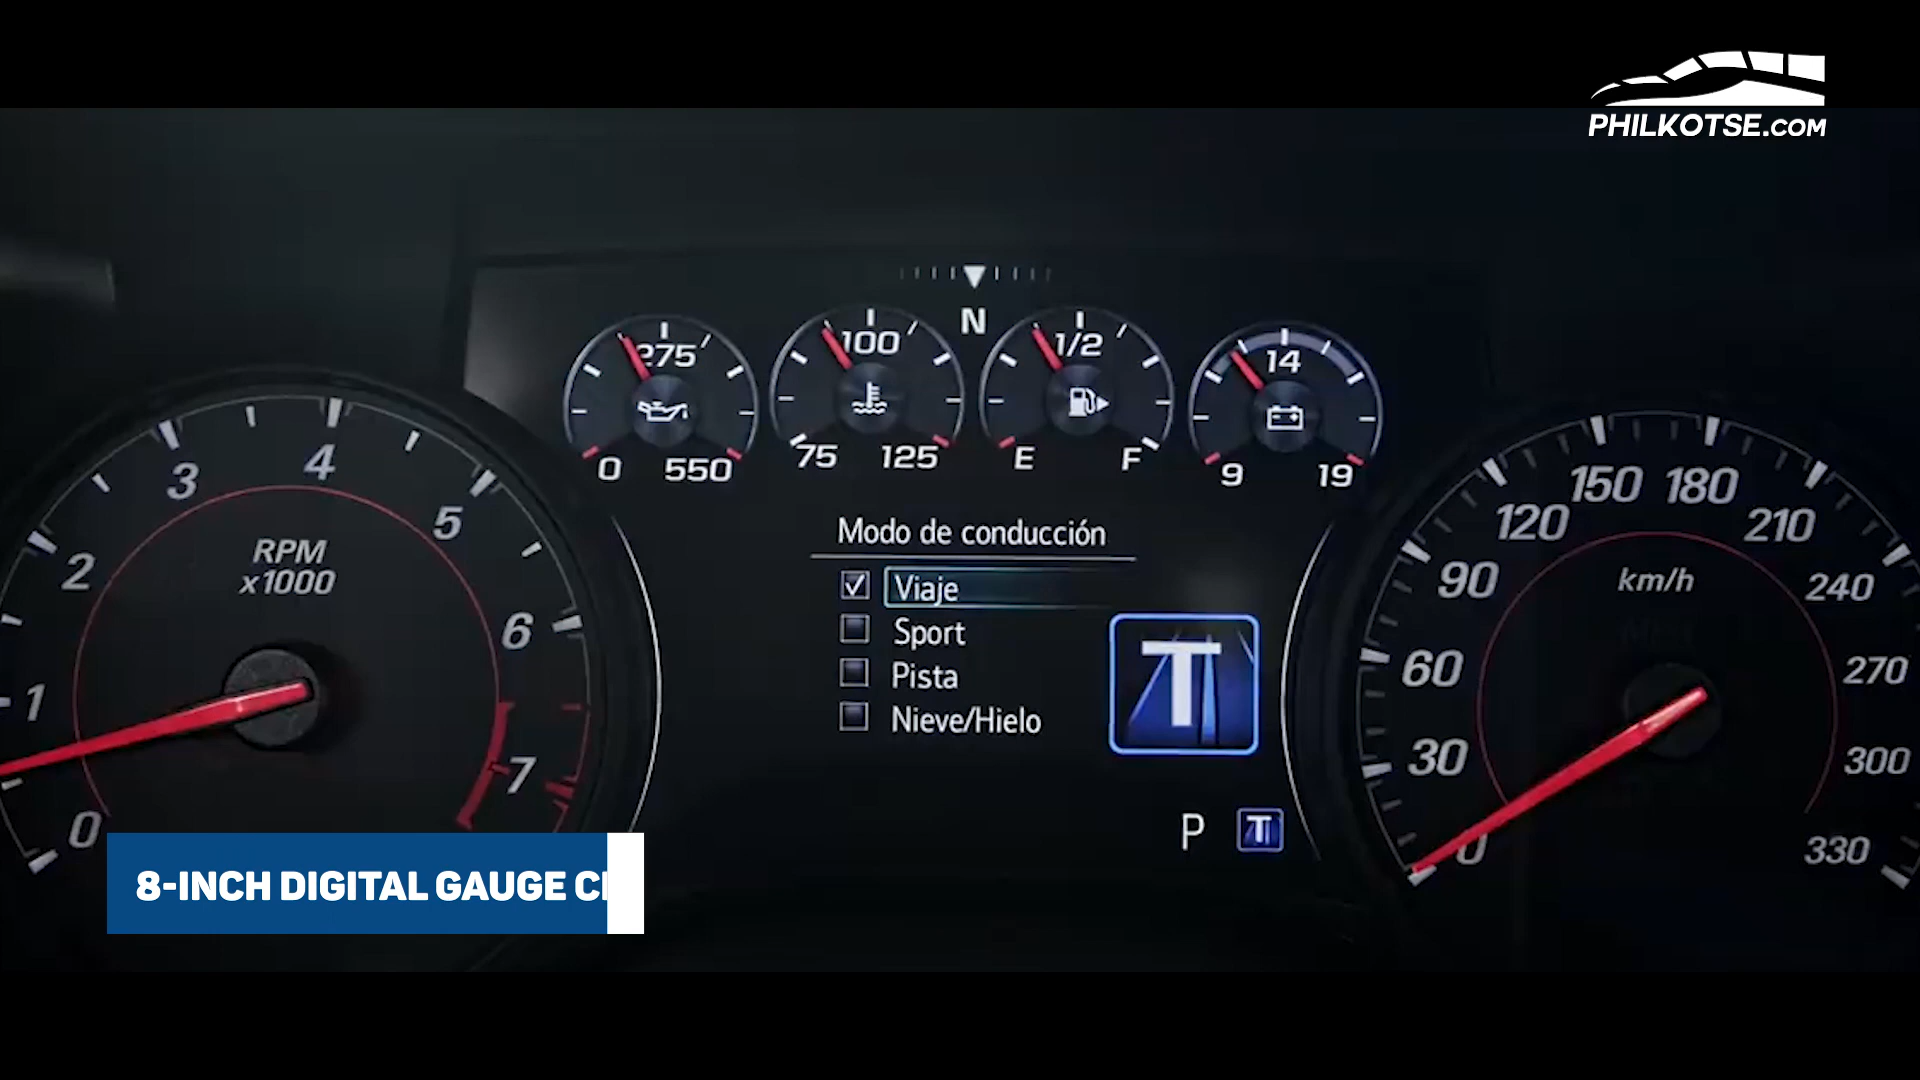 PHILKOTSE.COM
N
275
0 550
100
75 125
1/2
E F
14
9 19
RPM
x1000
0 1 2 3 4 5 6 7
Modo de conducción
Viaje
Sport
Pista
Nieve/Hielo
T
P T
km/h
0 30 60 90 120 150 180 210 240 270 300 330
8-INCH DIGITAL GAUGE